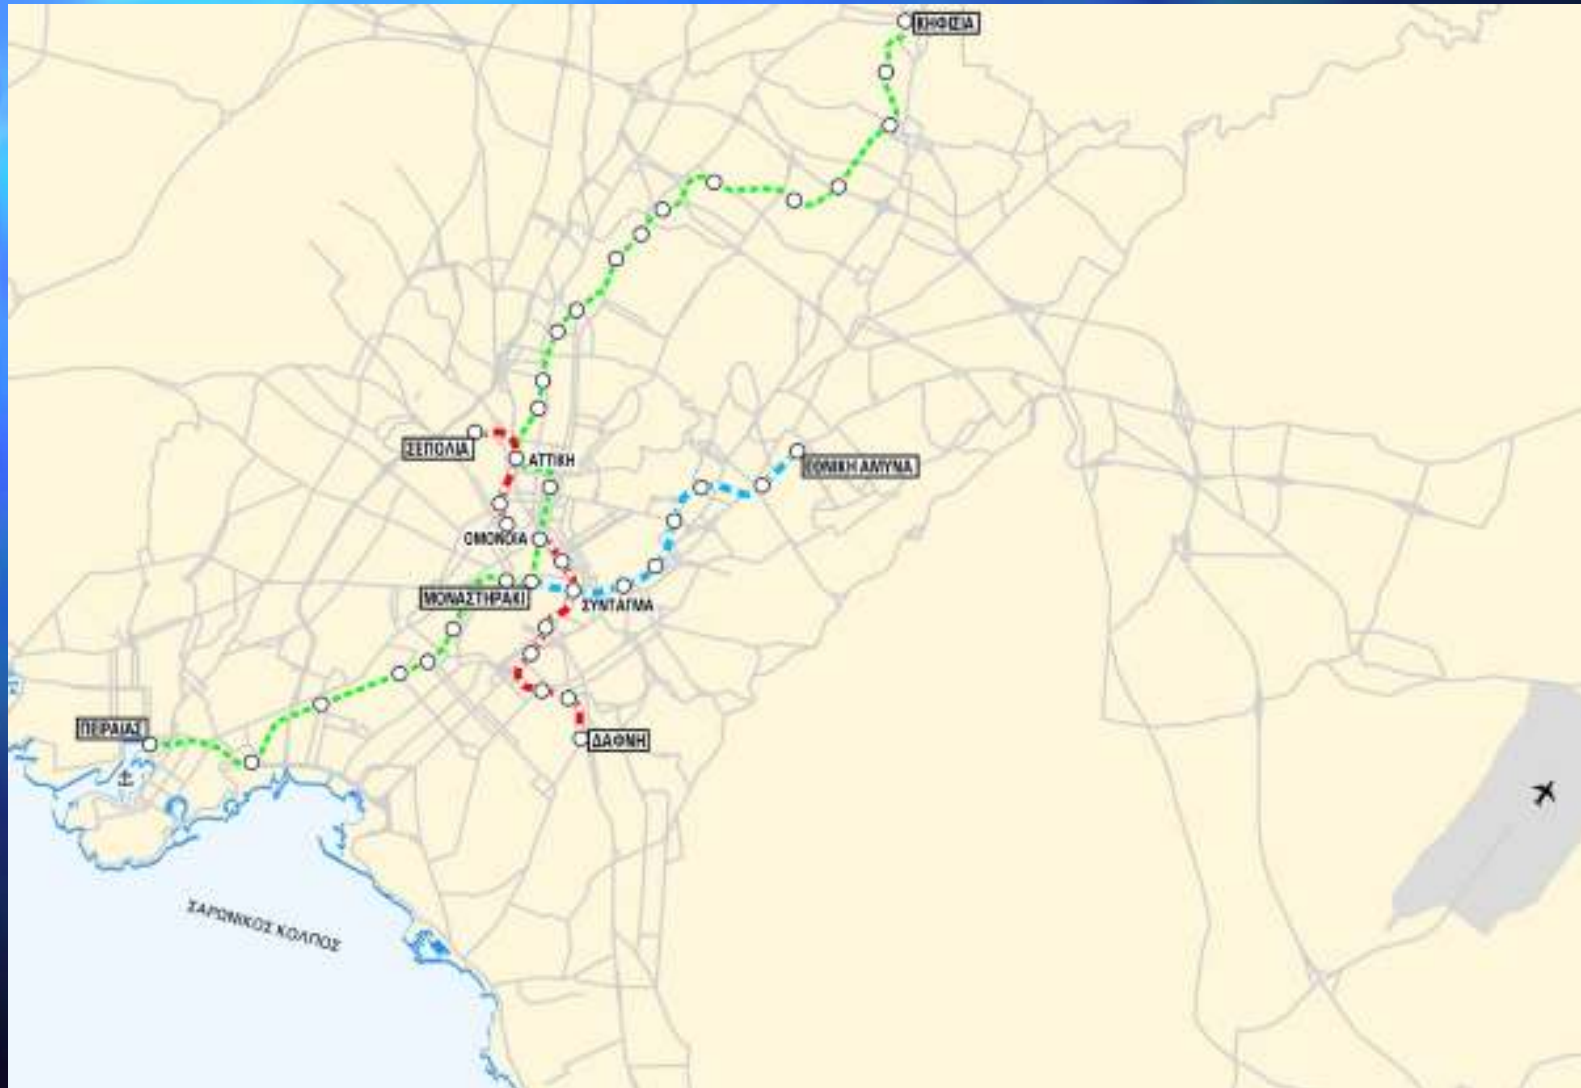 ΚΗΦΙΣΙΑ
ΣΕΠΟΛΙΑ
ΑΤΤΙΚΗ
ΕΘΝΙΚΗ ΑΜΥΝΑ
ΟΜΟΝΟΙΑ
ΜΟΝΑΣΤΗΡΑΚΙ
ΣΥΝΤΑΓΜΑ
ΠΕΙΡΑΙΑΣ
ΔΑΦΝΗ
ΣΑΡΩΝΙΚΟΣ ΚΟΛΠΟΣ